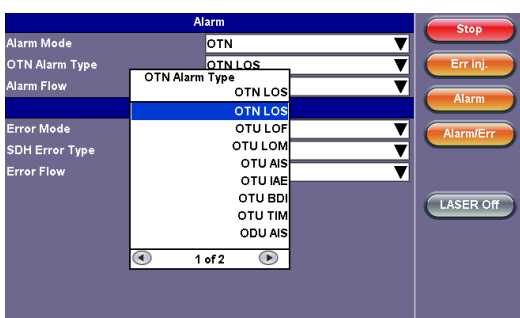 Alarm
Alarm Mode OTN
OTN Alarm Type OTN LOS
Alarm Flow
Error Mode
SDH Error Type
Error Flow
OTN Alarm Type
OTN LOS
OTN LOS
OTU LOF
OTU LOM
OTU AIS
OTU IAE
OTU BDI
OTU TIM
ODU AIS
1 of 2
Stop
Err inj.
Alarm
Alarm/Err
LASER Off